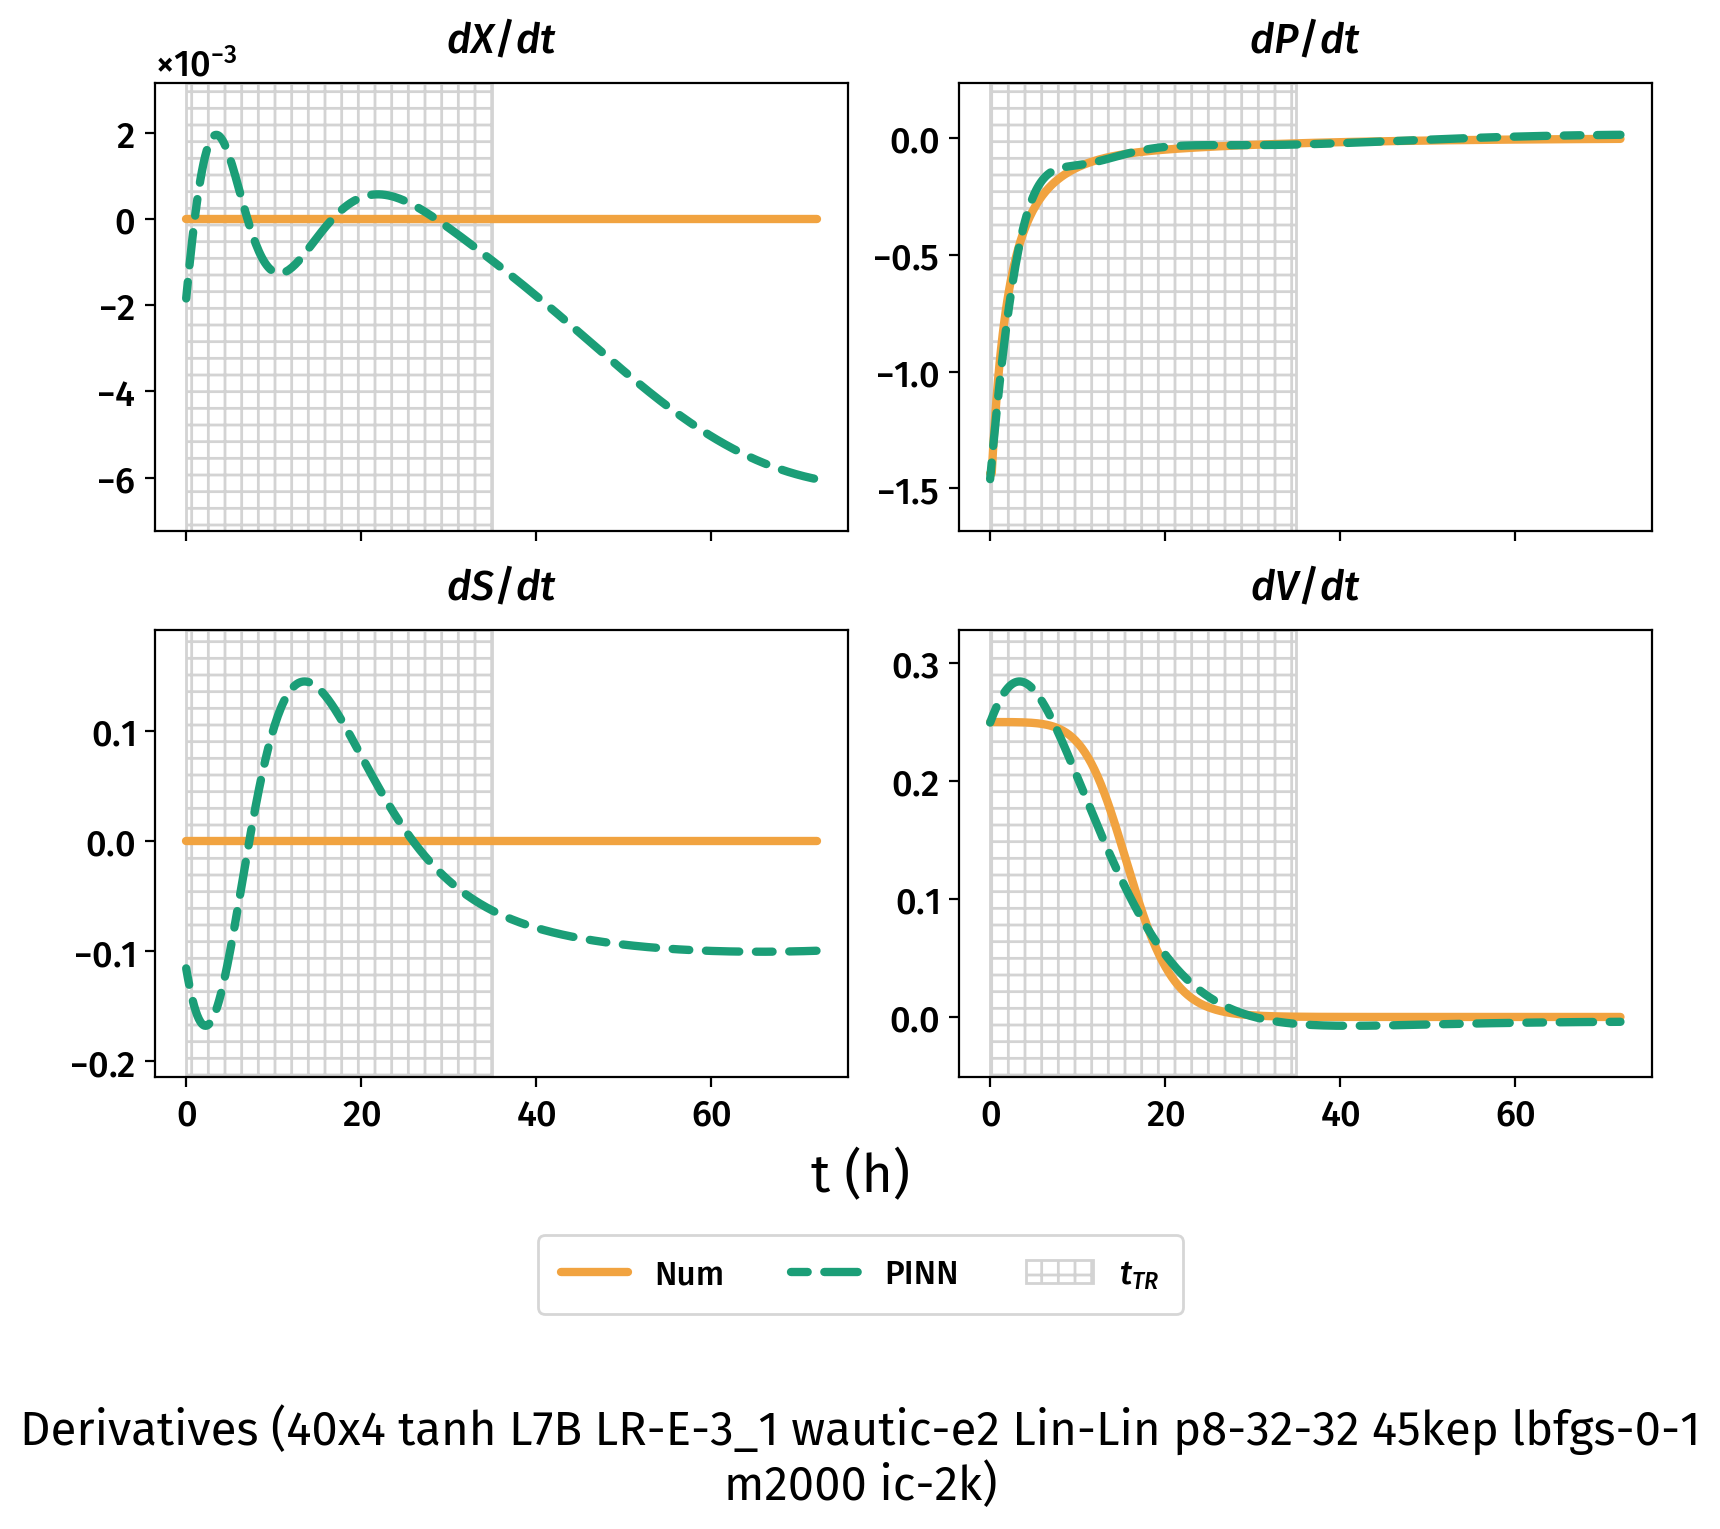 dX/dt
×10⁻³
2
0
−2
−4
−6
dP/dt
0.0
−0.5
−1.0
−1.5
dS/dt
0.1
0.0
−0.1
−0.2
0 20 40 60
dV/dt
0.3
0.2
0.1
0.0
0 20 40 60
t (h)
Num PINN t_TR
Derivatives (40x4 tanh L7B LR-E-3_1 wautic-e2 Lin-Lin p8-32-32 45kep lbfgs-0-1
m2000 ic-2k)